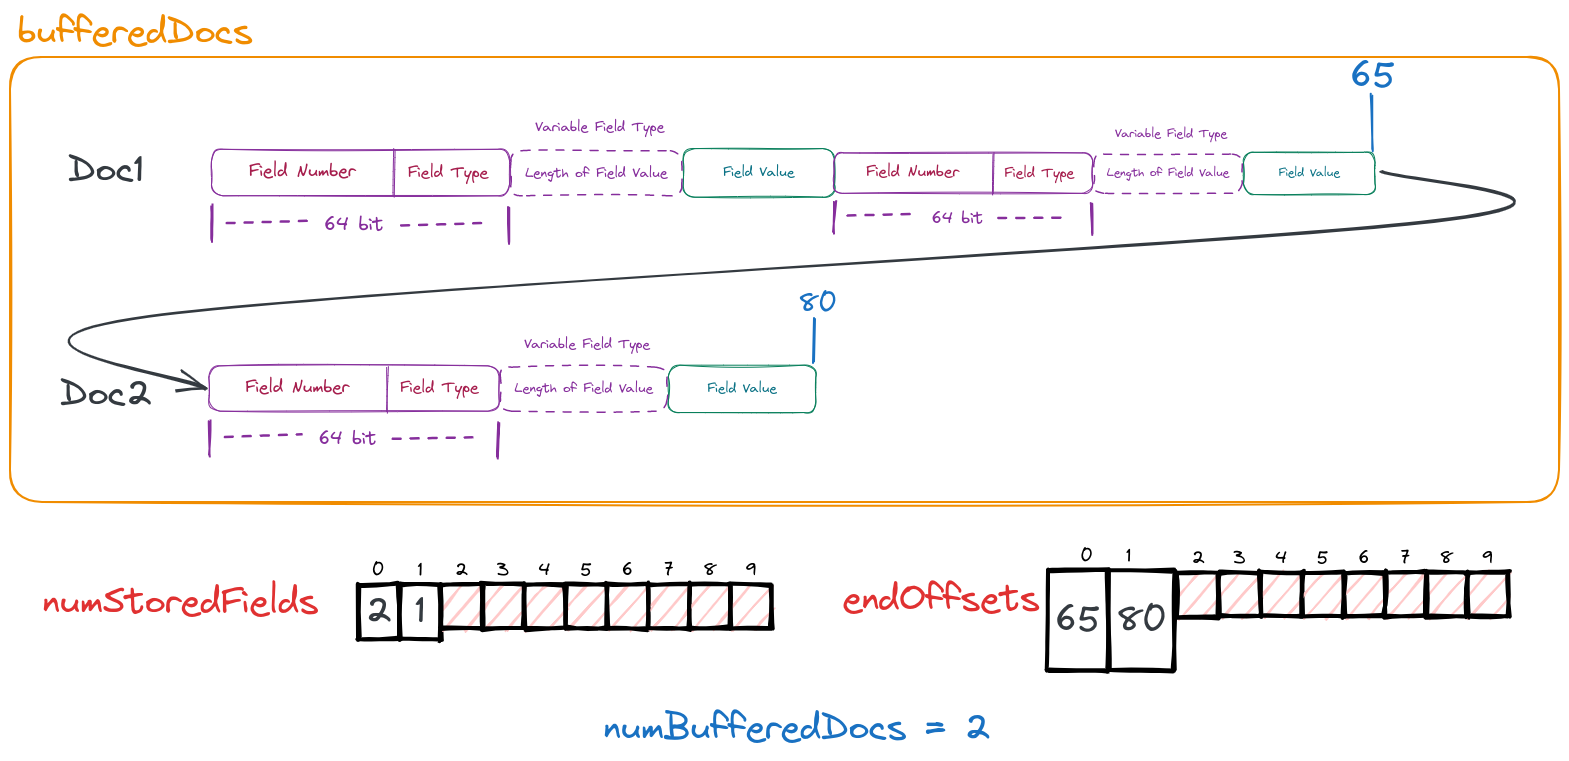 bufferedDocs
65
Variable Field Type
Variable Field Type
Doc1
Field Number
Field Type
Length of Field Value
Field Value
Field Number
Field Type
Length of Field Value
Field Value
64 bit
64 bit
80
Variable Field Type
Doc2
Field Number
Field Type
Length of Field Value
Field Value
64 bit
0 1 2 3 4 5 6 7 8 9
numStoredFields
2 1
0 1 2 3 4 5 6 7 8 9
endOffsets
65 80
numBufferedDocs = 2